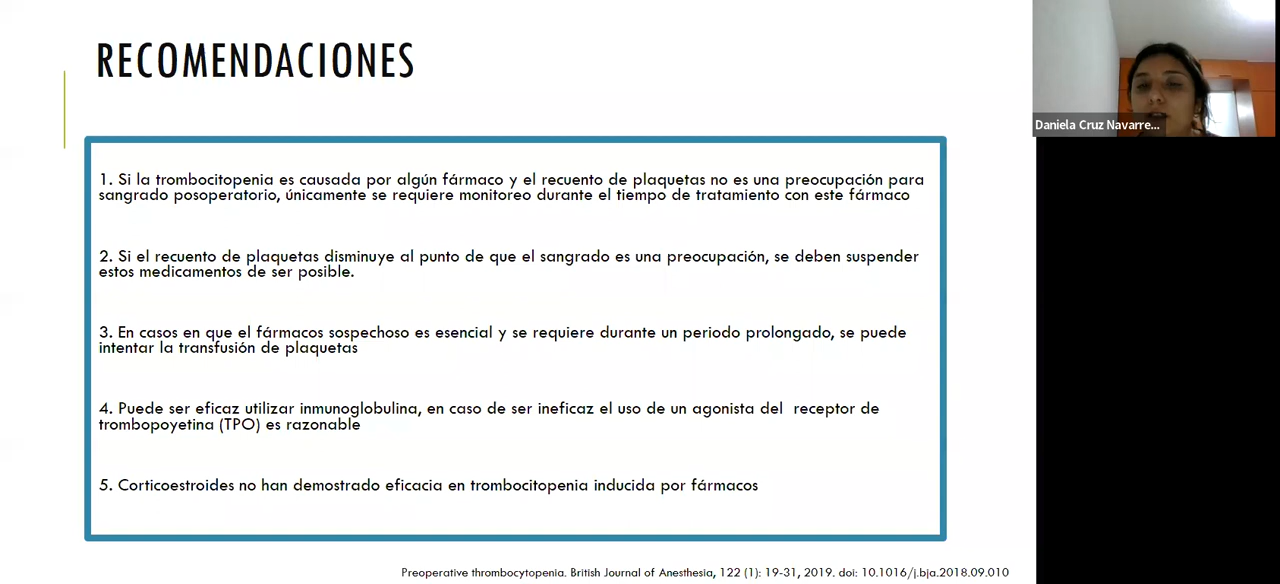 RECOMENDACIONES
1. Si la trombocitopenia es causada por algún fármaco y el recuento de plaquetas no es una preocupación para
sangrado posoperatorio, únicamente se requiere monitoreo durante el tiempo de tratamiento con este fármaco
2. Si el recuento de plaquetas disminuye al punto de que el sangrado es una preocupación, se deben suspender
estos medicamentos de ser posible.
3. En casos en que el fármacos sospechoso es esencial y se requiere durante un periodo prolongado, se puede
intentar la transfusión de plaquetas
4. Puede ser eficaz utilizar inmunoglobulina, en caso de ser ineficaz el uso de un agonista del  receptor de
trombopoyetina (TPO) es razonable
5. Corticoestroides no han demostrado eficacia en trombocitopenia inducida por fármacos
Preoperative thrombocytopenia. British Journal of Anesthesia, 122 (1): 19-31, 2019. doi: 10.1016/j.bja.2018.09.010
Daniela Cruz Navarre...